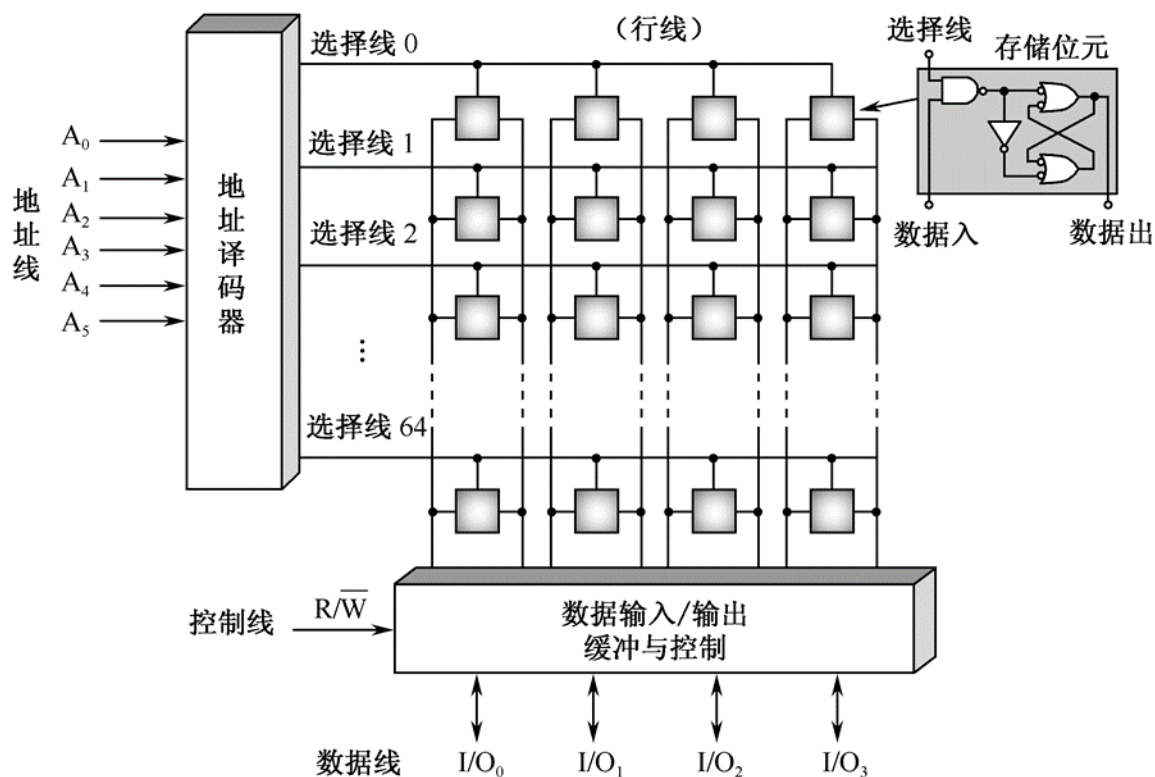 选择线 0
（行线）
选择线
存储位元
数据入
数据出
地址线
A₀
A₁
A₂
A₃
A₄
A₅
地址译码器
选择线 1
选择线 2
⋮
选择线 64
控制线
R/W̅
数据输入/输出
缓冲与控制
数据线
I/O₀
I/O₁
I/O₂
I/O₃